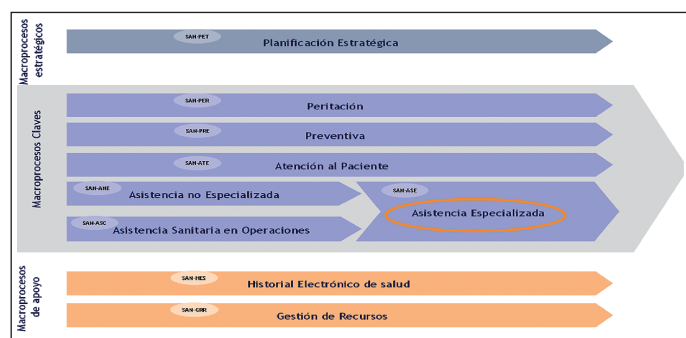 Macroprocesos
estratégicos
SAN-PET
Planificación Estratégica
Macroprocesos Claves
SAN-PER
Peritación
SAN-PRE
Preventiva
SAN-ATE
Atención al Paciente
SAN-ANE
Asistencia no Especializada
SAN-ASE
Asistencia Especializada
SAN-ASC
Asistencia Sanitaria en Operaciones
Macroprocesos
de apoyo
SAN-HES
Historial Electrónico de salud
SAN-GRR
Gestión de Recursos